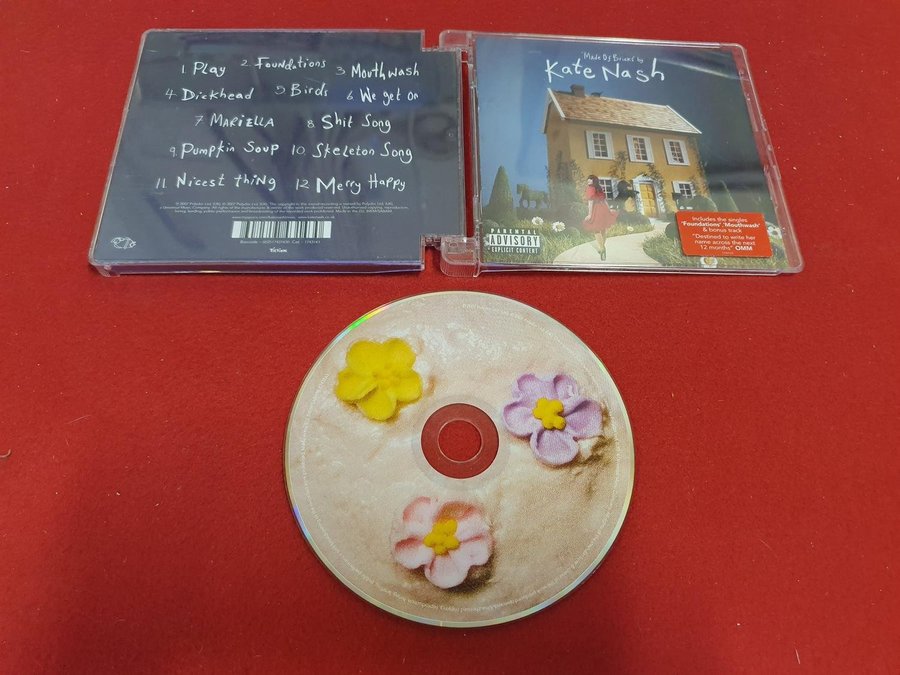 1 Play 2 Foundations 3 Mouthwash
4 Dickhead 5 Birds 6 We get on
7 MARiELLA 8 Shit Song
9 Pumpkin Soup 10 Skeleton Song
11 Nicest thing 12 Merry Happy
"Made Of Bricks" by
Kate Nash
PARENTAL
ADVISORY
EXPLICIT CONTENT
Includes the singles
'Foundations', 'Mouthwash'
& bonus track
"Destined to write her
name across the next
12 months" OMM